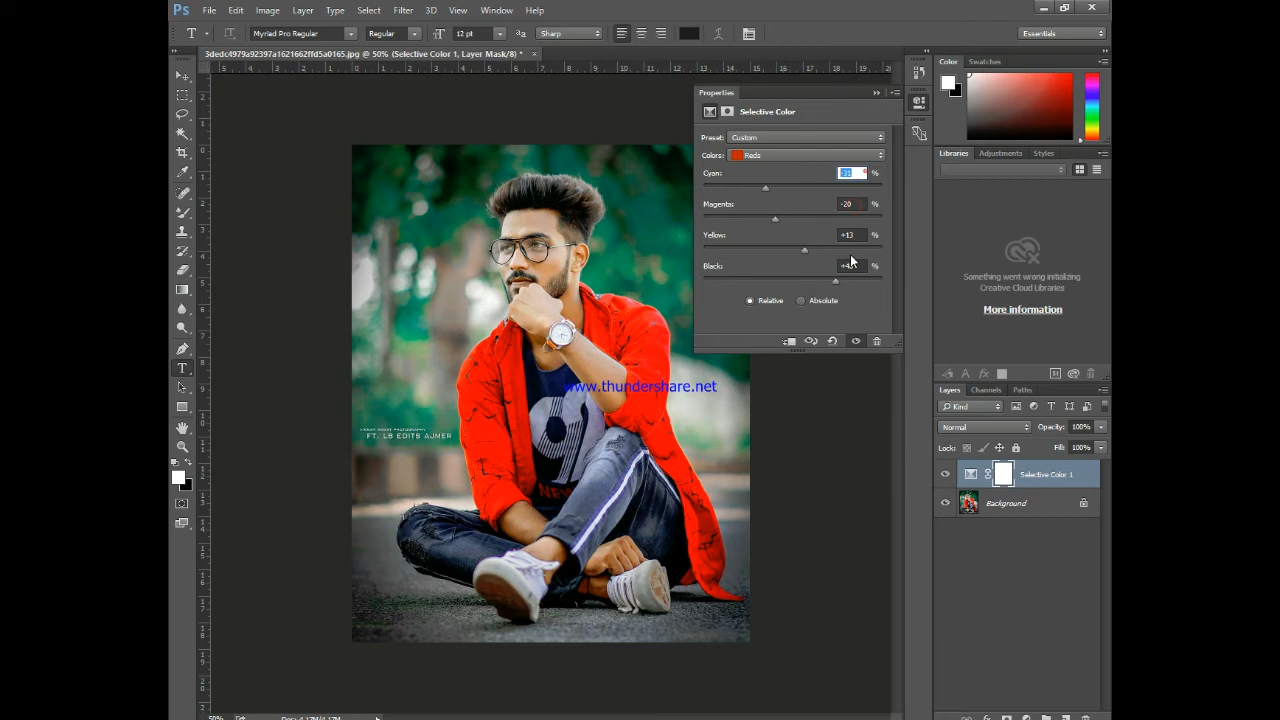 Ps File Edit Image Layer Type Select Filter 3D View Window Help
T Myriad Pro Regular Regular 12 pt Sharp Essentials
3dedc4979a92397a1621662ffd5a0165.jpg @ 50% (Selective Color 1, Layer Mask/8) *
Properties
Selective Color
Preset: Custom
Colors: Reds
Cyan: %
Magenta: -20 %
Yellow: +13 %
Black: %
Relative Absolute
www.thundershare.net
FT. LB EDITS AJMER
Color Swatches
Libraries Adjustments Styles
Something went wrong initializing
Creative Cloud Libraries
More information
Layers Channels Paths
Kind
Normal Opacity: 100%
Lock: Fill: 100%
Selective Color 1
Background
50%